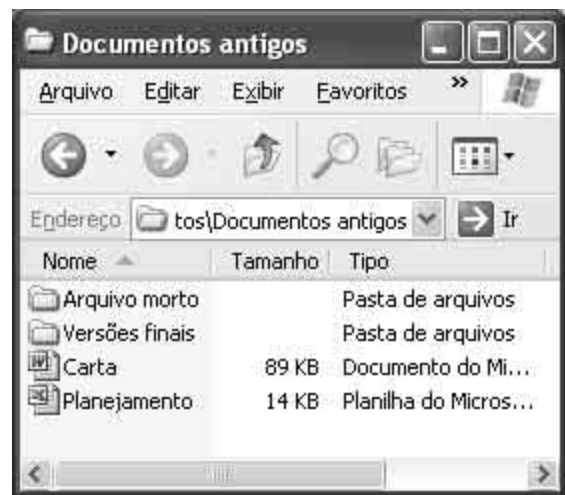 Documentos antigos
Arquivo Editar Exibir Favoritos »
Endereço tos\Documentos antigos Ir
Nome Tamanho Tipo
Arquivo morto Pasta de arquivos
Versões finais Pasta de arquivos
Carta 89 KB Documento do Mi...
Planejamento 14 KB Planilha do Micros...